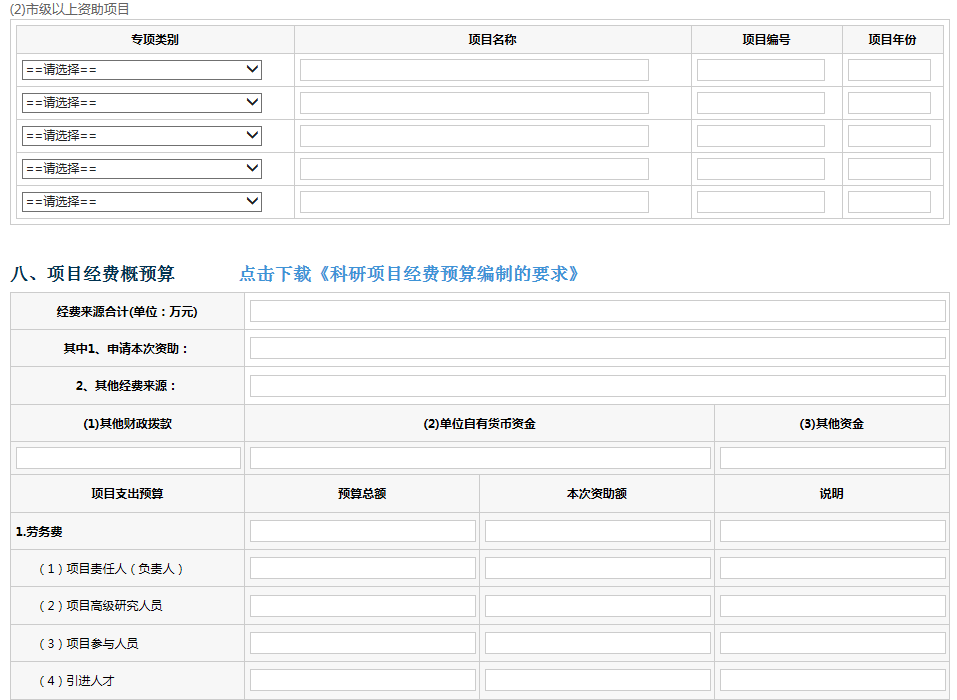 (2)市级以上资助项目
专项类别 项目名称 项目编号 项目年份
==请选择==
==请选择==
==请选择==
==请选择==
==请选择==
八、项目经费概预算 点击下载《科研项目经费预算编制的要求》
经费来源合计(单位：万元)
其中1、申请本次资助：
2、其他经费来源：
(1)其他财政拨款 (2)单位自有货币资金 (3)其他资金
项目支出预算 预算总额 本次资助额 说明
1.劳务费
（1）项目责任人（负责人）
（2）项目高级研究人员
（3）项目参与人员
（4）引进人才